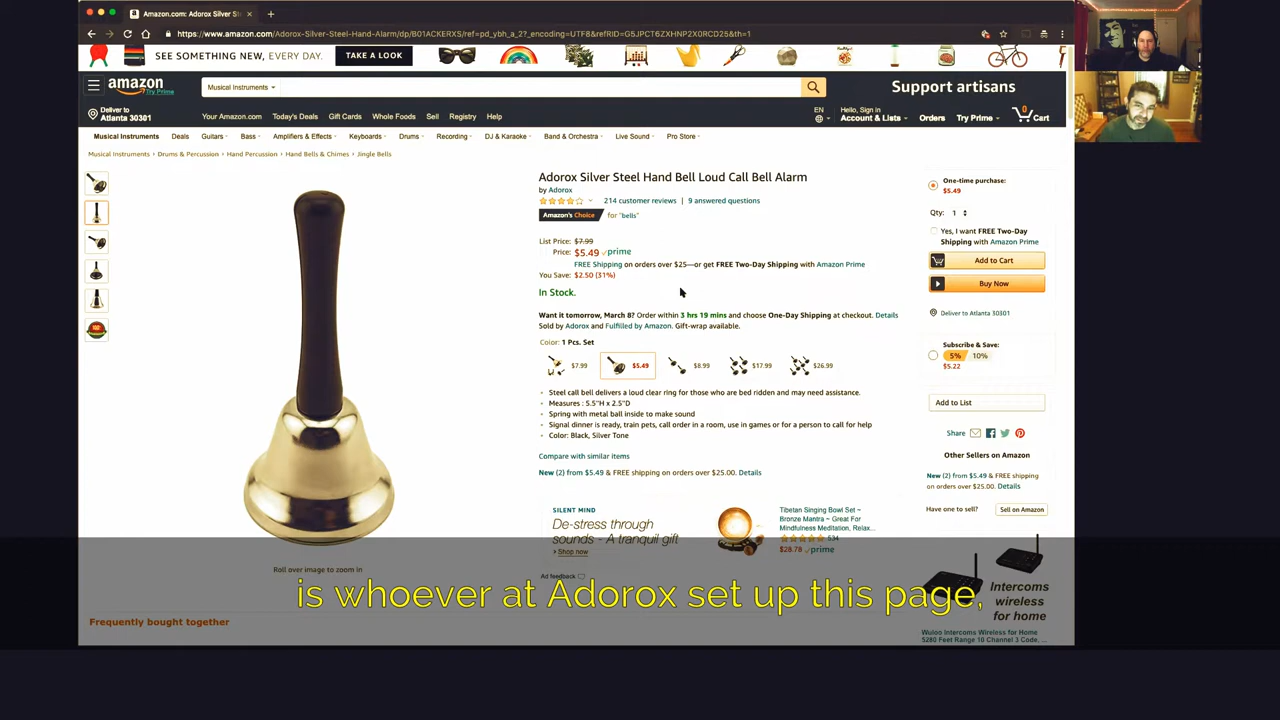 Amazon.com: Adorox Silver St
https://www.amazon.com/Adorox-Silver-Steel-Hand-Alarm/dp/B01ACKERXS/ref=pd_ybh_a_2?_encoding=UTF8&refRID=G5JPCT6ZXHNP2X0RCD25&th=1
SEE SOMETHING NEW, EVERY DAY. TAKE A LOOK
amazon
Try Prime
Musical Instruments
Support artisans
Deliver to
Atlanta 30301
Your Amazon.com Today's Deals Gift Cards Whole Foods Sell Registry Help
EN
Hello, Sign in
Account & Lists Orders Try Prime 0 Cart
Musical Instruments Deals Guitars Bass Amplifiers & Effects Keyboards Drums Recording DJ & Karaoke Band & Orchestra Live Sound Pro Store
Musical Instruments › Drums & Percussion › Hand Percussion › Hand Bells & Chimes › Jingle Bells
Adorox Silver Steel Hand Bell Loud Call Bell Alarm
by Adorox
214 customer reviews | 9 answered questions
Amazon's Choice for "bells"
List Price: $7.99
Price: $5.49 prime
FREE Shipping on orders over $25—or get FREE Two-Day Shipping with Amazon Prime
You Save: $2.50 (31%)
In Stock.
Want it tomorrow, March 8? Order within 3 hrs 19 mins and choose One-Day Shipping at checkout. Details
Sold by Adorox and Fulfilled by Amazon. Gift-wrap available.
Color: 1 Pcs. Set
$7.99 $5.49 $8.99 $17.99 $26.99
• Steel call bell delivers a loud clear ring for those who are bed ridden and may need assistance.
• Measures : 5.5"H x 2.5"D
• Spring with metal ball inside to make sound
• Signal dinner is ready, train pets, call order in a room, use in games or for a person to call for help
• Color: Black, Silver Tone
Compare with similar items
New (2) from $5.49 & FREE shipping on orders over $25.00 Details
One-time purchase:
$5.49
Qty: 1
Yes, I want FREE Two-Day
Shipping with Amazon Prime
Add to Cart
Buy Now
Deliver to Atlanta 30301
Subscribe & Save:
5% 10%
$5.22
Add to List
Share
Other Sellers on Amazon
New (2) from $5.49 & FREE shipping
on orders over $25.00. Details
Have one to sell? Sell on Amazon
100%
SILENT MIND
De-stress through
sounds - A tranquil gift
› Shop now
Tibetan Singing Bowl Set ~
Bronze Mantra ~ Great For
Mindfulness Meditation, Relax...
534
$28.78 prime
Ad feedback
Roll over image to zoom in
Intercoms
wireless
for home
Wuloo Intercoms Wireless for Home
5280 Feet Range 10 Channel 3 Code, ...
is whoever at Adorox set up this page,
Frequently bought together